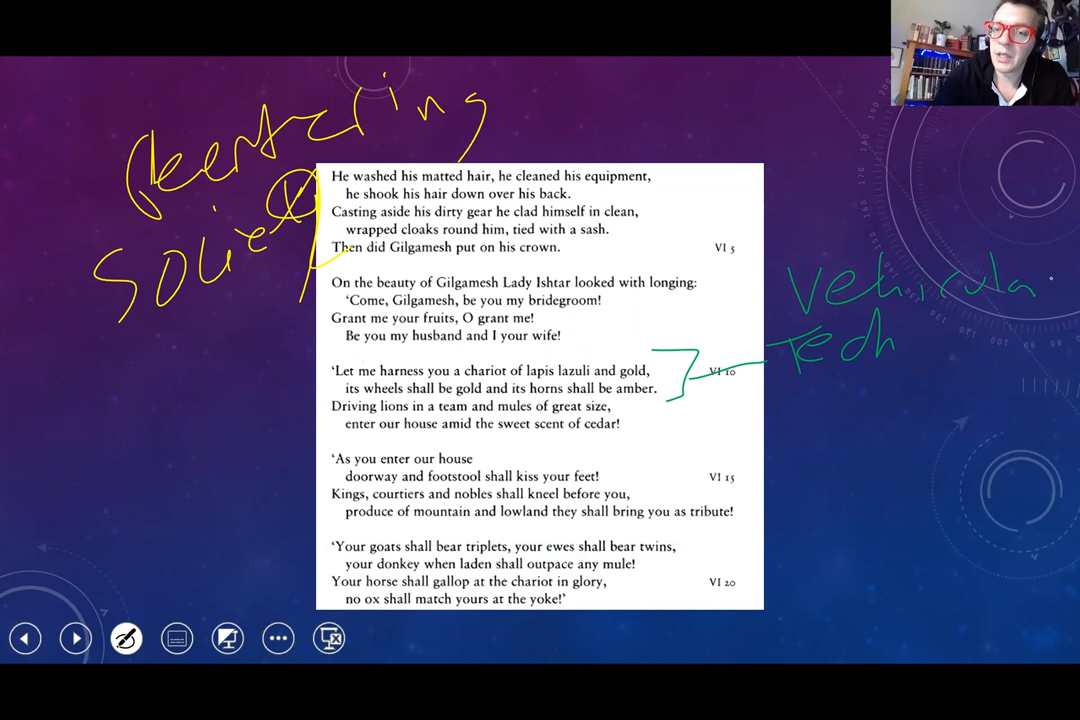 Reentering
Society
He washed his matted hair, he cleaned his equipment,
he shook his hair down over his back.
Casting aside his dirty gear he clad himself in clean,
wrapped cloaks round him, tied with a sash.
Then did Gilgamesh put on his crown. VI 5
On the beauty of Gilgamesh Lady Ishtar looked with longing:
‘Come, Gilgamesh, be you my bridegroom!
Grant me your fruits, O grant me!
Be you my husband and I your wife!
‘Let me harness you a chariot of lapis lazuli and gold, VI 10
its wheels shall be gold and its horns shall be amber.
Driving lions in a team and mules of great size,
enter our house amid the sweet scent of cedar!
‘As you enter our house
doorway and footstool shall kiss your feet! VI 15
Kings, courtiers and nobles shall kneel before you,
produce of mountain and lowland they shall bring you as tribute!
‘Your goats shall bear triplets, your ewes shall bear twins,
your donkey when laden shall outpace any mule!
Your horse shall gallop at the chariot in glory, VI 20
no ox shall match yours at the yoke!’
Vehicula
Tech